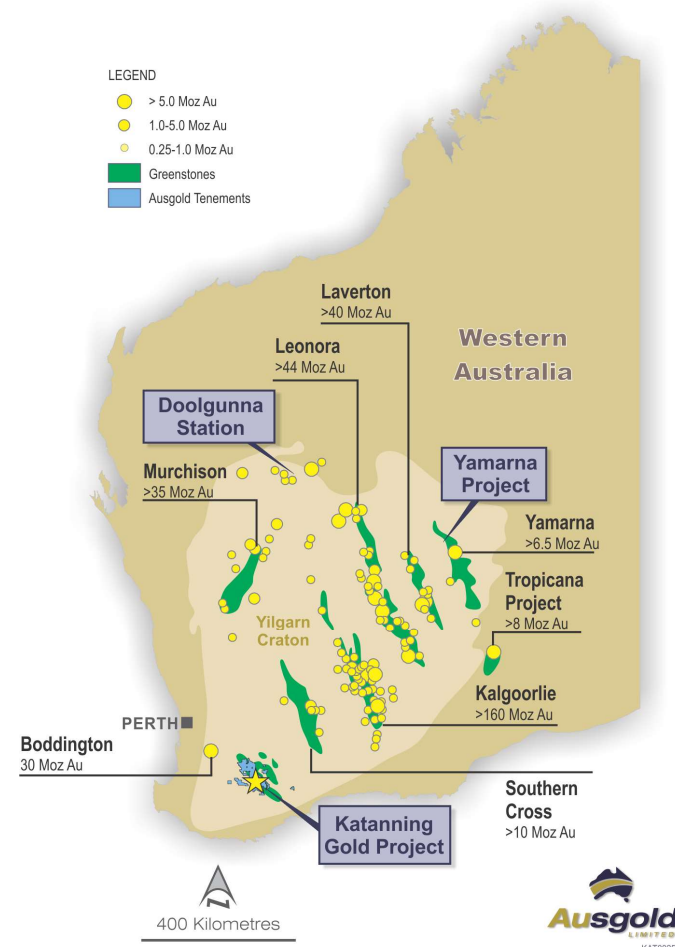 LEGEND
> 5.0 Moz Au
1.0-5.0 Moz Au
0.25-1.0 Moz Au
Greenstones
Ausgold Tenements
Laverton
>40 Moz Au
Leonora
>44 Moz Au
Western
Australia
Doolgunna
Station
Murchison
>35 Moz Au
Yamarna
Project
Yamarna
>6.5 Moz Au
Tropicana
Project
>8 Moz Au
Yilgarn
Craton
Kalgoorlie
>160 Moz Au
PERTH
Boddington
30 Moz Au
Southern
Cross
>10 Moz Au
Katanning
Gold Project
N
400 Kilometres
Ausgold
LIMITED